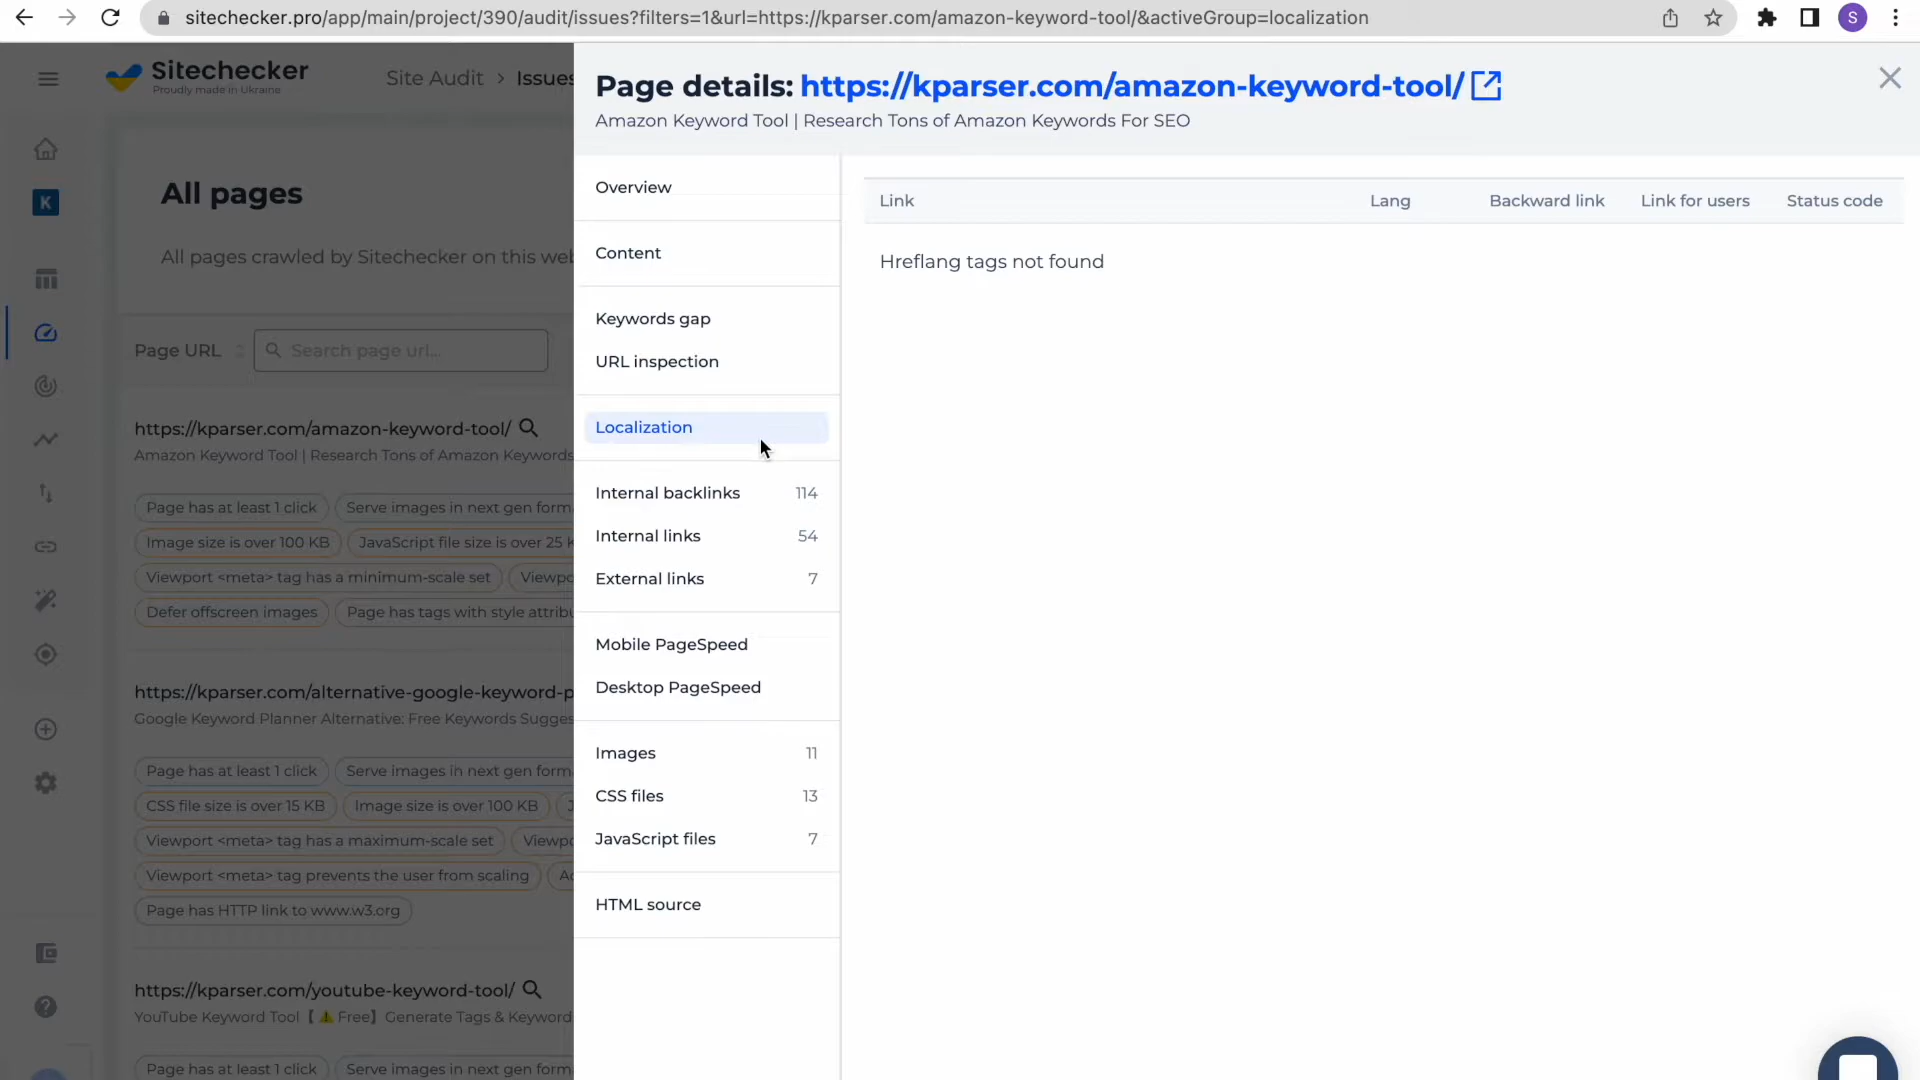 sitechecker.pro/app/main/project/390/audit/issues?filters=1&url=https://kparser.com/amazon-keyword-tool/&activeGroup=localization
S
Sitechecker
Proudly made in Ukraine
Site Audit > Issues
Page details: https://kparser.com/amazon-keyword-tool/
Amazon Keyword Tool | Research Tons of Amazon Keywords For SEO
K
All pages
All pages crawled by Sitechecker on this
Page URL
Search page url...
https://kparser.com/amazon-keyword-tool/
Amazon Keyword Tool | Research Tons of Amazon Keywords
Page has at least 1 click
Serve images in next gen
Image size is over 100 KB
JavaScript file size is over 25
Viewport <meta> tag has a minimum-scale set
Defer offscreen images
Page has tags with style
https://kparser.com/alternative-google-keyword-p
Google Keyword Planner Alternative: Free Keywords
Page has at least 1 click
Serve images in next gen
CSS file size is over 15 KB
Image size is over 100 KB
Viewport <meta> tag has a maximum-scale set
Viewport <meta> tag prevents the user from scaling
Page has HTTP link to www.w3.org
https://kparser.com/youtube-keyword-tool/
YouTube Keyword Tool【⚠️ Free】Generate Tags & Keyword
Page has at least 1 click
Serve images in next gen
Overview
Content
Keywords gap
URL inspection
Localization
Internal backlinks 114
Internal links 54
External links 7
Mobile PageSpeed
Desktop PageSpeed
Images 11
CSS files 13
JavaScript files 7
HTML source
Link Lang Backward link Link for users Status code
Hreflang tags not found